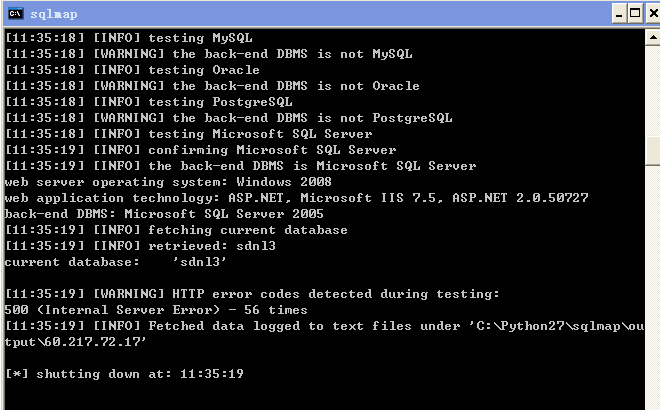 sqlmap
[11:35:18] [INFO] testing MySQL
[11:35:18] [WARNING] the back-end DBMS is not MySQL
[11:35:18] [INFO] testing Oracle
[11:35:18] [WARNING] the back-end DBMS is not Oracle
[11:35:18] [INFO] testing PostgreSQL
[11:35:18] [WARNING] the back-end DBMS is not PostgreSQL
[11:35:18] [INFO] testing Microsoft SQL Server
[11:35:19] [INFO] confirming Microsoft SQL Server
[11:35:19] [INFO] the back-end DBMS is Microsoft SQL Server
web server operating system: Windows 2008
web application technology: ASP.NET, Microsoft IIS 7.5, ASP.NET 2.0.50727
back-end DBMS: Microsoft SQL Server 2005
[11:35:19] [INFO] fetching current database
[11:35:19] [INFO] retrieved: sdnl3
current database:    'sdnl3'
[11:35:19] [WARNING] HTTP error codes detected during testing:
500 (Internal Server Error) - 56 times
[11:35:19] [INFO] Fetched data logged to text files under 'C:\Python27\sqlmap\ou
tput\60.217.72.17'
[*] shutting down at: 11:35:19